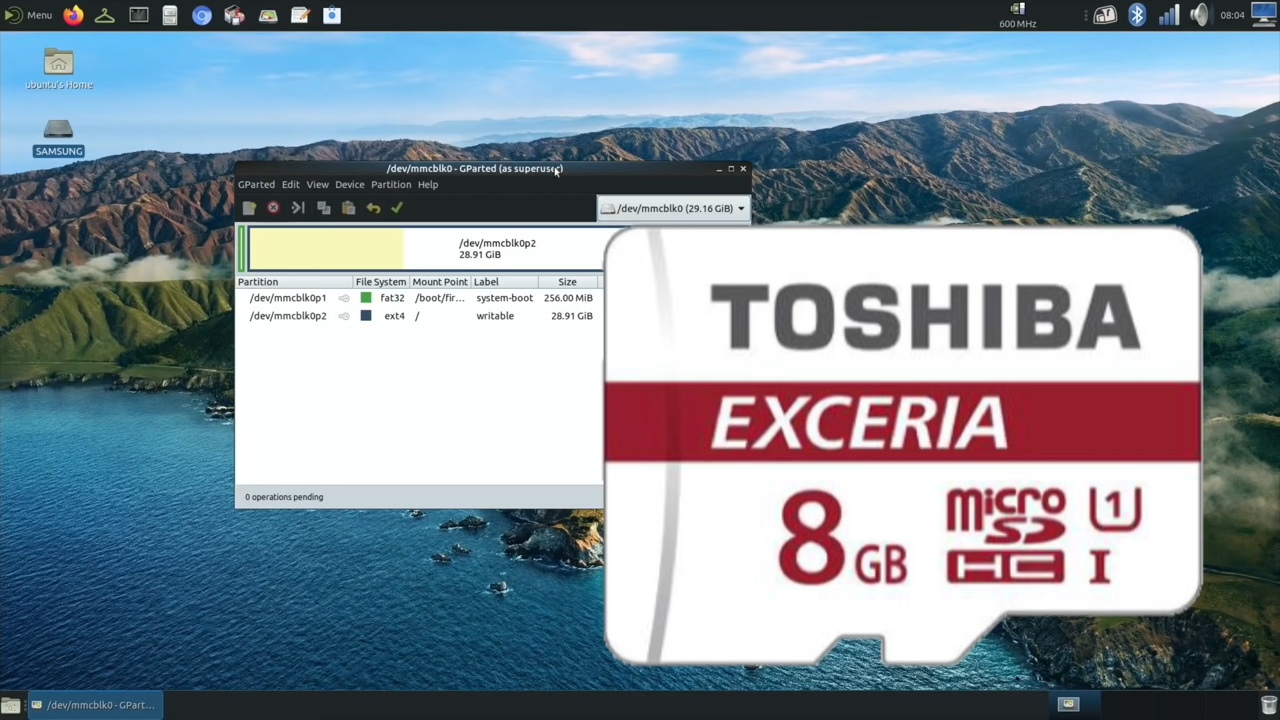 Menu
600 MHz
08:04
ubuntu's Home
SAMSUNG
/dev/mmcblk0 - GParted (as superuser)
GParted Edit View Device Partition Help
/dev/mmcblk0 (29.16 GiB)
/dev/mmcblk0p2
28.91 GiB
Partition File System Mount Point Label Size
/dev/mmcblk0p1 fat32 /boot/fir... system-boot 256.00 MiB
/dev/mmcblk0p2 ext4 / writable 28.91 GiB
0 operations pending
TOSHIBA
EXCERIA
8 GB micro SD HC U1 I
/dev/mmcblk0 - GPart...